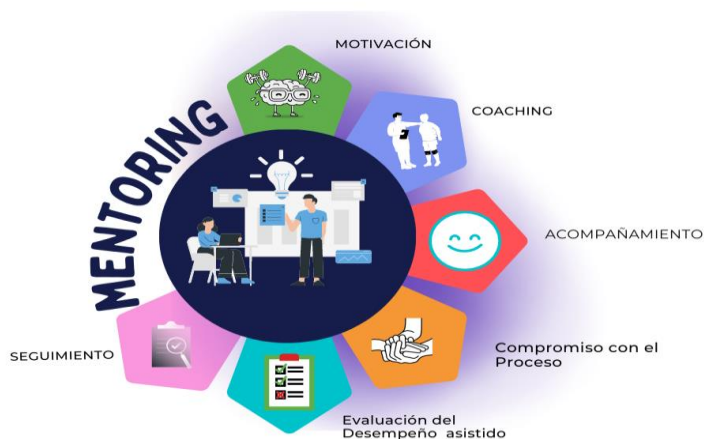 MENTORING
MOTIVACIÓN
COACHING
ACOMPAÑAMIENTO
Compromiso con el
Proceso
Evaluación del
Desempeño asistido
SEGUIMIENTO